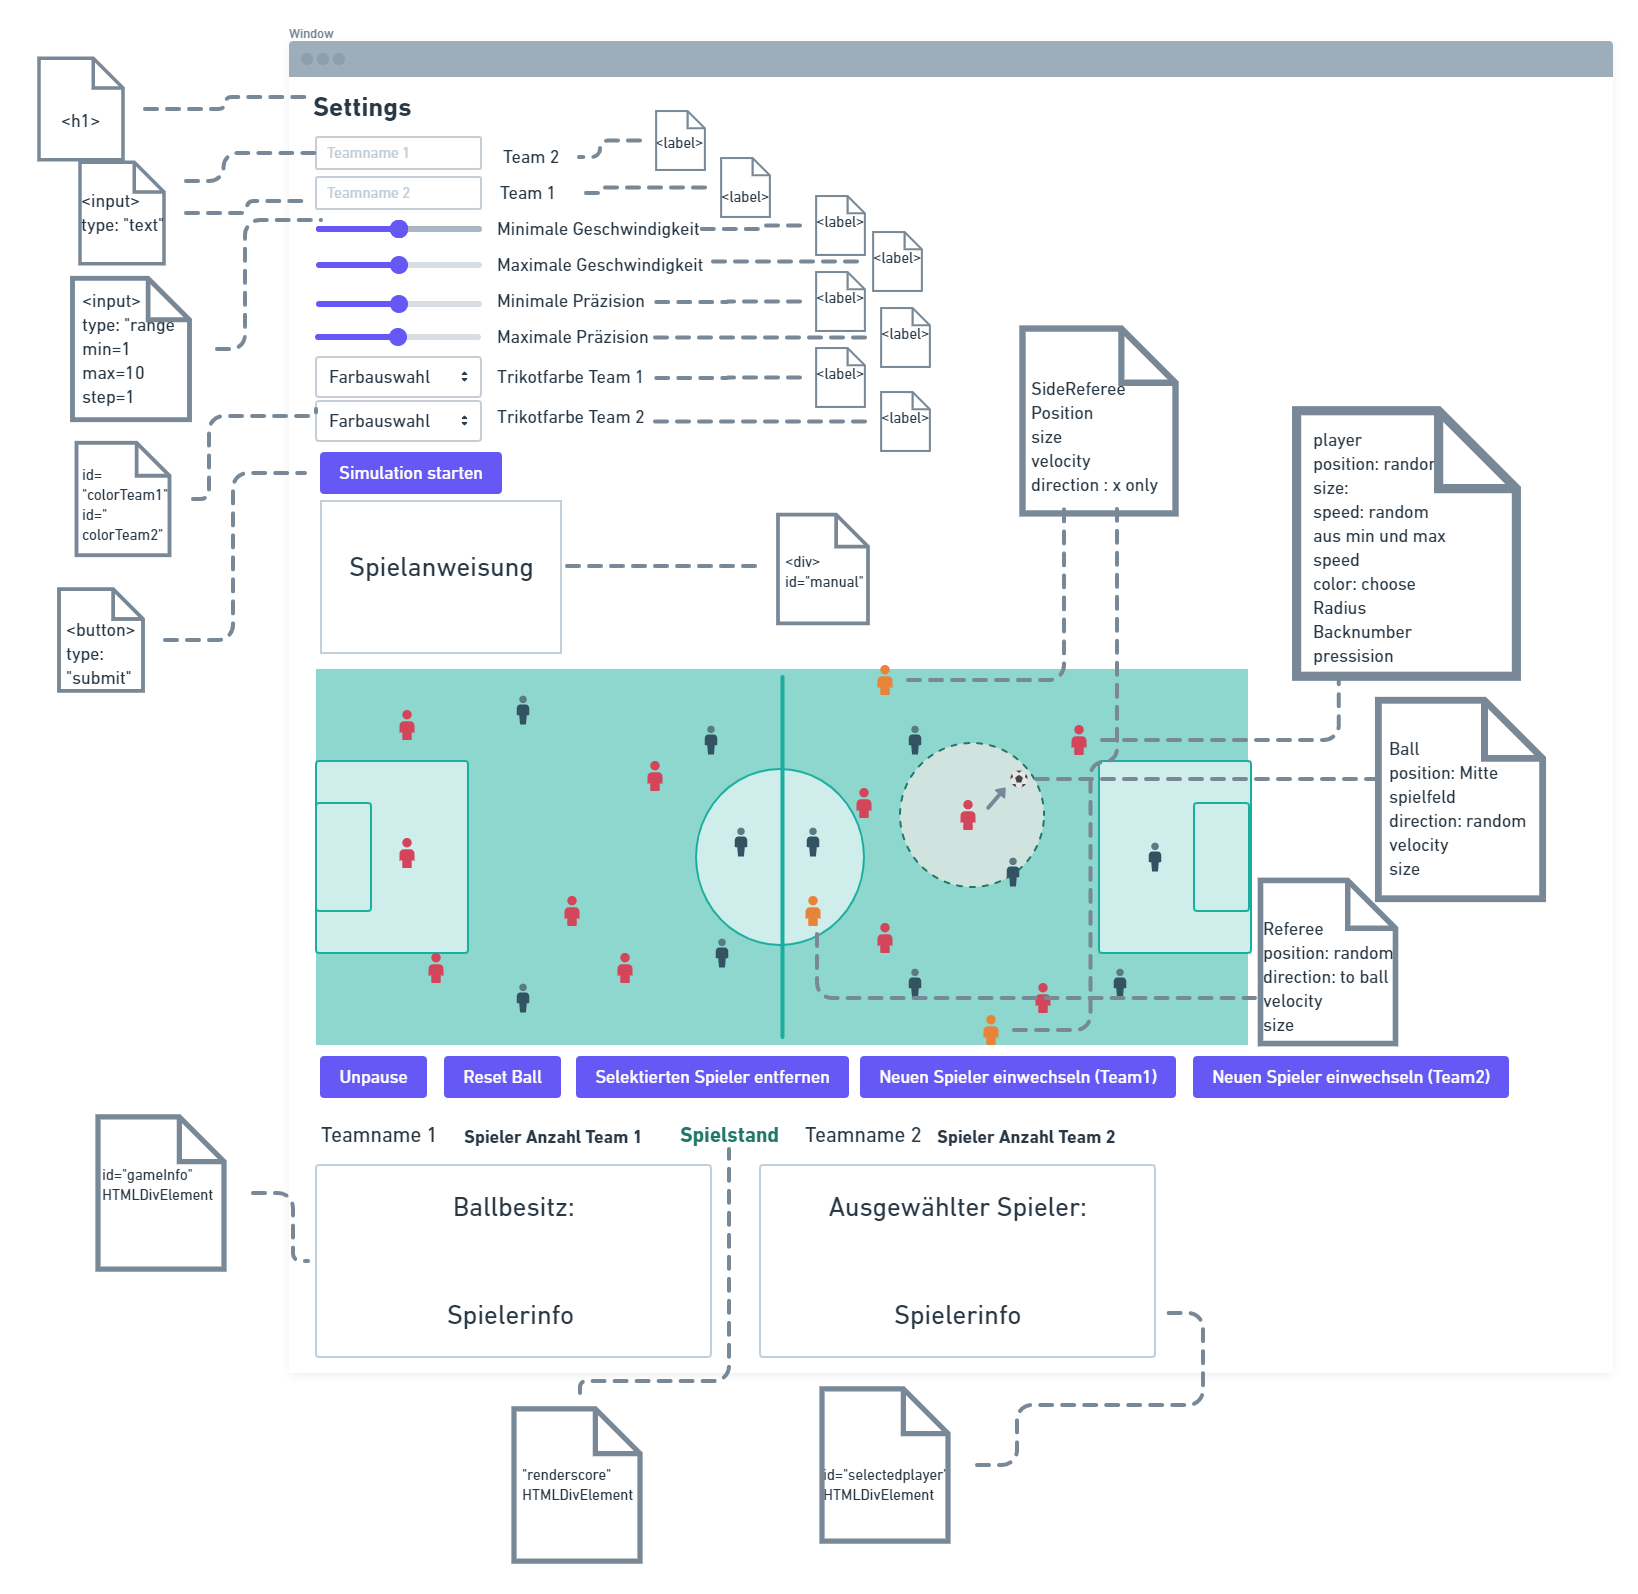 Window
<h1>
Settings
Teamname 1
Team 2
<label>
<input>
type: "text"
Teamname 2
Team 1
<label>
Minimale Geschwindigkeit
<label>
Maximale Geschwindigkeit
<label>
<input>
type: "range
min=1
max=10
step=1
Minimale Präzision
<label>
Maximale Präzision
<label>
Farbauswahl
Trikotfarbe Team 1
<label>
Farbauswahl
Trikotfarbe Team 2
<label>
id=
"colorTeam1"
id="
colorTeam2"
Simulation starten
SideReferee
Position
size
velocity
direction : x only
player
position: random
size:
speed: random
aus min und max
speed
color: choose
Radius
Backnumber
pressision
Spielanweisung
<div>
id="manual"
<button>
type:
"submit"
Ball
position: Mitte
spielfeld
direction: random
velocity
size
Referee
position: random
direction: to ball
velocity
size
Unpause
Reset Ball
Selektierten Spieler entfernen
Neuen Spieler einwechseln (Team1)
Neuen Spieler einwechseln (Team2)
Teamname 1
Spieler Anzahl Team 1
Spielstand
Teamname 2
Spieler Anzahl Team 2
id="gameInfo"
HTMLDivElement
Ballbesitz:
Spielerinfo
Ausgewählter Spieler:
Spielerinfo
"renderscore"
HTMLDivElement
id="selectedplayer"
HTMLDivElement